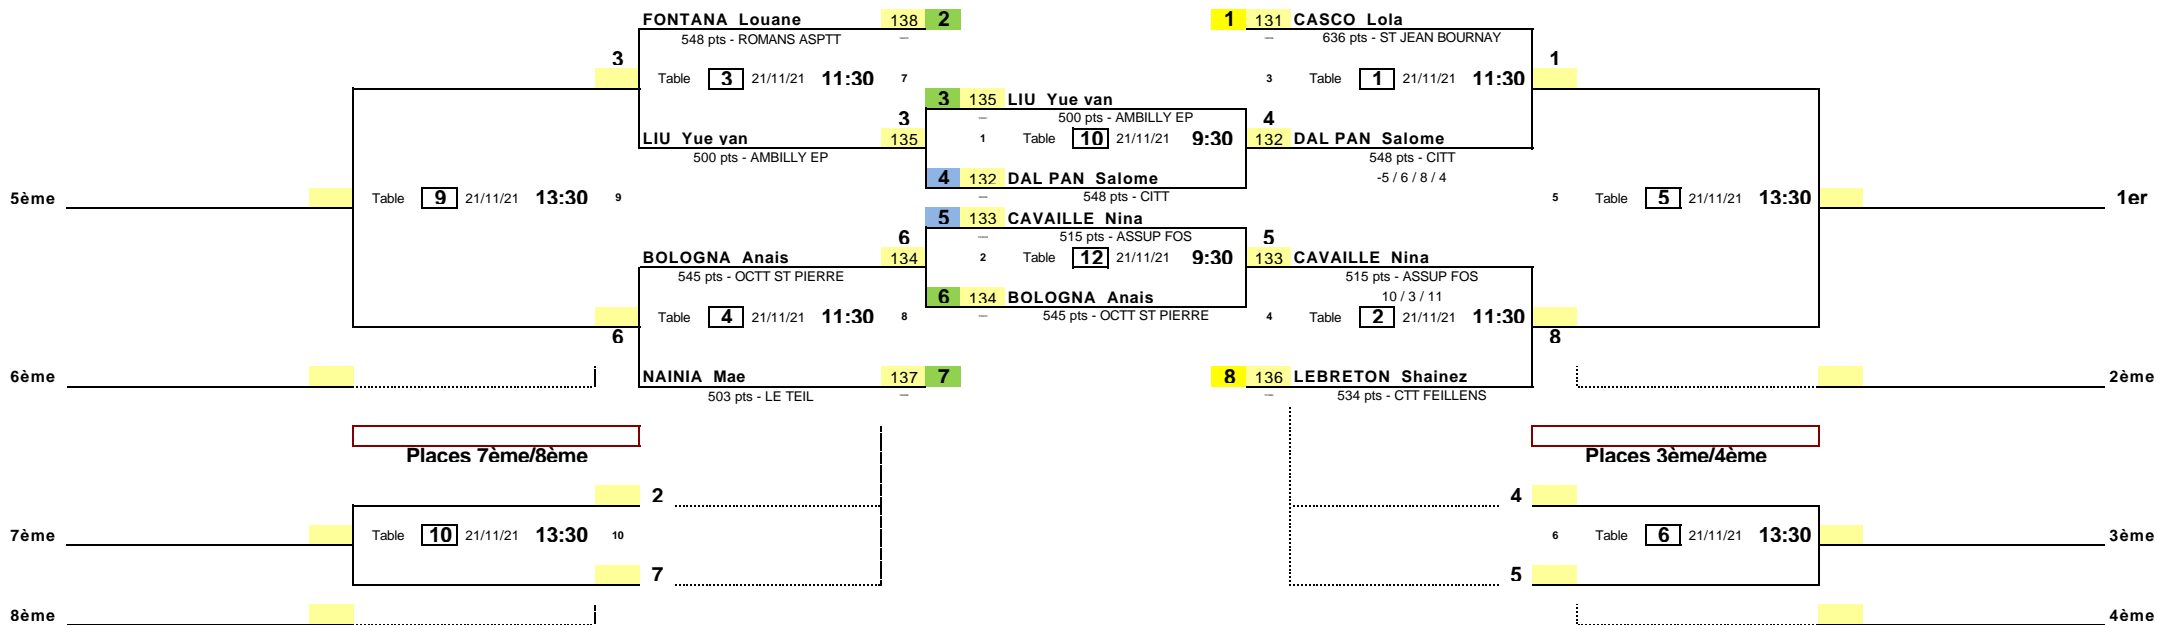 FONTANA Louane 138 2
1 131 CASCO Lola
548 pts - ROMANS ASPTT
636 pts - ST JEAN BOURNAY
3
1
Table 3 21/11/21 11:30 7
3 Table 1 21/11/21 11:30
3 135 LIU Yue van
3
500 pts - AMBILLY EP
4
LIU Yue van 135
1 Table 10 21/11/21 9:30
132 DAL PAN Salome
500 pts - AMBILLY EP
548 pts - CITT
4 132 DAL PAN Salome
-5 / 6 / 8 / 4
548 pts - CITT
5ème
Table 9 21/11/21 13:30 9
5 Table 5 21/11/21 13:30
1er
5 133 CAVAILLE Nina
6
515 pts - ASSUP FOS
5
BOLOGNA Anais 134
2 Table 12 21/11/21 9:30
133 CAVAILLE Nina
545 pts - OCTT ST PIERRE
515 pts - ASSUP FOS
6 134 BOLOGNA Anais
10 / 3 / 11
545 pts - OCTT ST PIERRE
Table 4 21/11/21 11:30 8
4 Table 2 21/11/21 11:30
6
8
6ème
NAINIA Mae 137 7
8 136 LEBRETON Shainez
2ème
503 pts - LE TEIL
534 pts - CTT FEILLENS
Places 7ème/8ème
Places 3ème/4ème
2
4
7ème
Table 10 21/11/21 13:30 10
6 Table 6 21/11/21 13:30
3ème
7
5
8ème
4ème